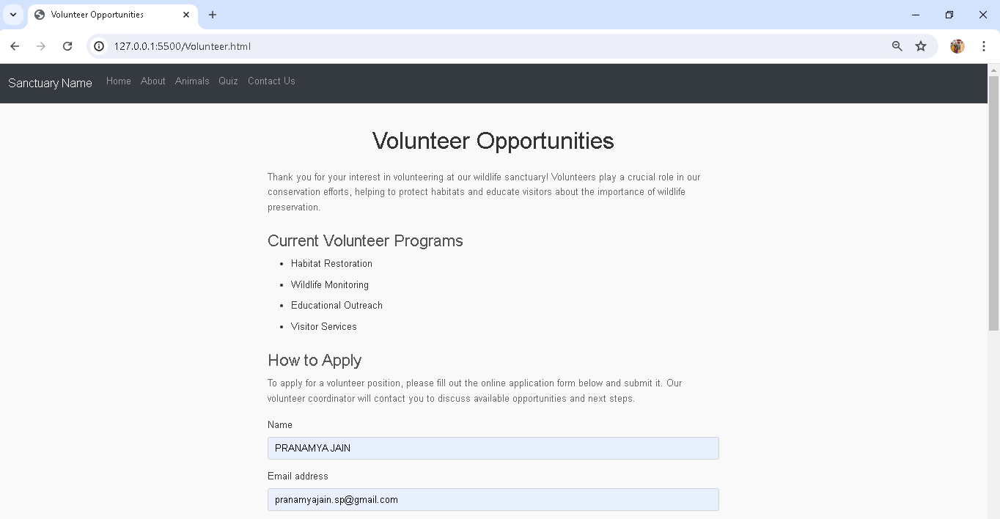 Volunteer Opportunities
127.0.0.1:5500/Volunteer.html
Sanctuary Name Home About Animals Quiz Contact Us
Volunteer Opportunities
Thank you for your interest in volunteering at our wildlife sanctuary! Volunteers play a crucial role in our
conservation efforts, helping to protect habitats and educate visitors about the importance of wildlife
preservation.
Current Volunteer Programs
• Habitat Restoration
• Wildlife Monitoring
• Educational Outreach
• Visitor Services
How to Apply
To apply for a volunteer position, please fill out the online application form below and submit it. Our
volunteer coordinator will contact you to discuss available opportunities and next steps.
Name
PRANAMYA JAIN
Email address
pranamyajain.sp@gmail.com